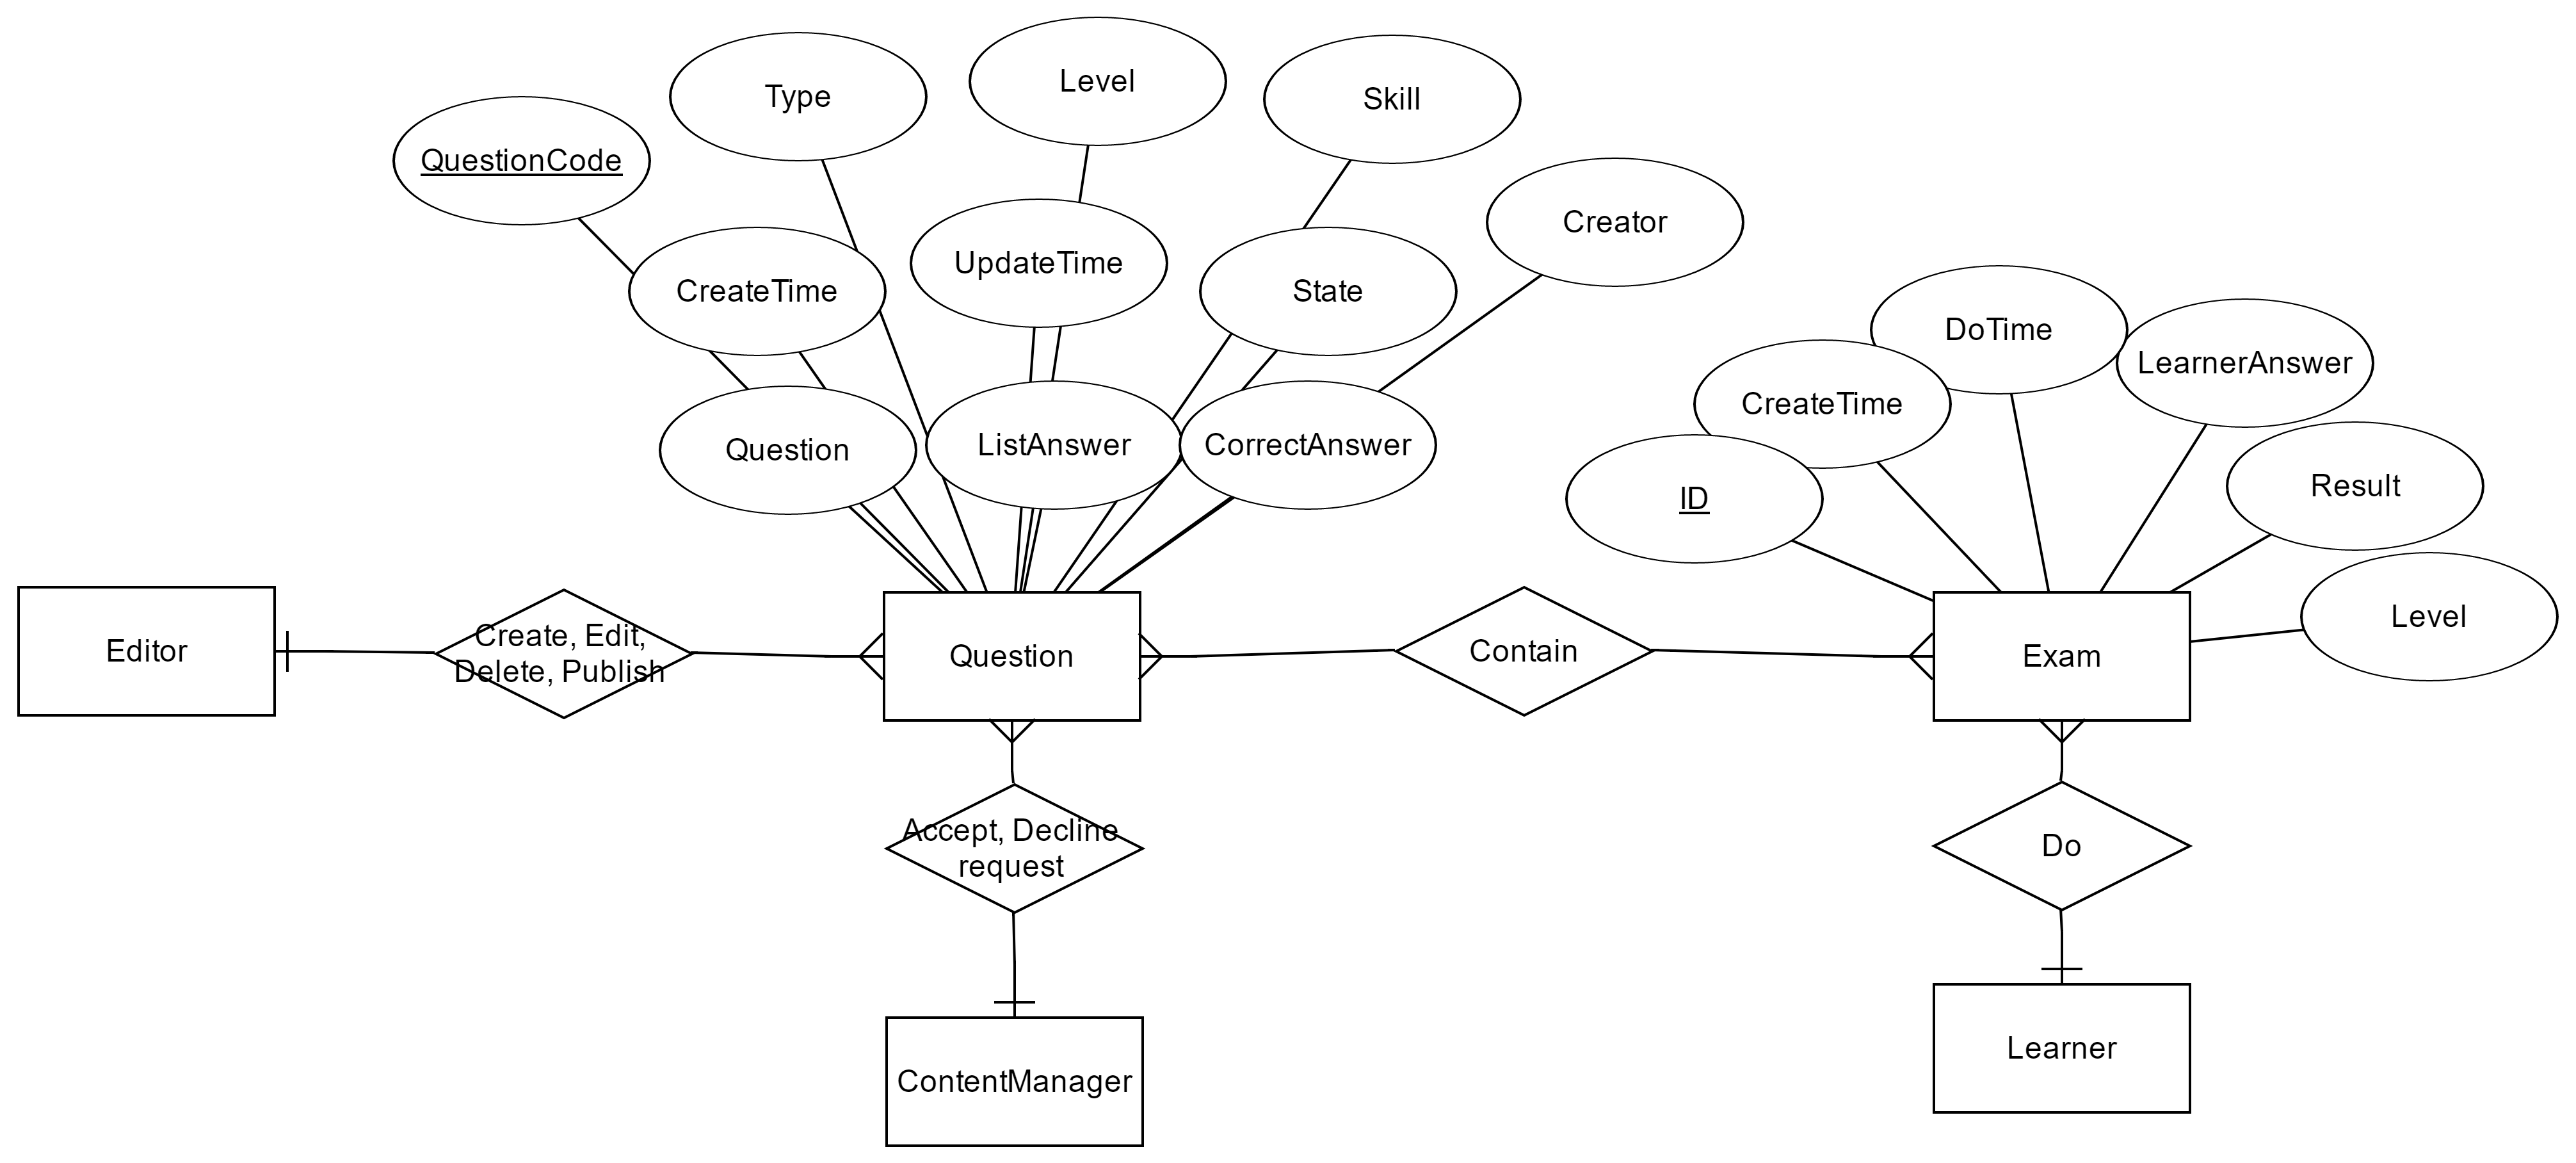 Level
Type
Skill
QuestionCode
Creator
UpdateTime
CreateTime
State
DoTime
LearnerAnswer
CreateTime
Question
ListAnswer
CorrectAnswer
Result
ID
Level
Editor
Create, Edit,
Delete, Publish
Question
Contain
Exam
Accept, Decline
request
Do
ContentManager
Learner